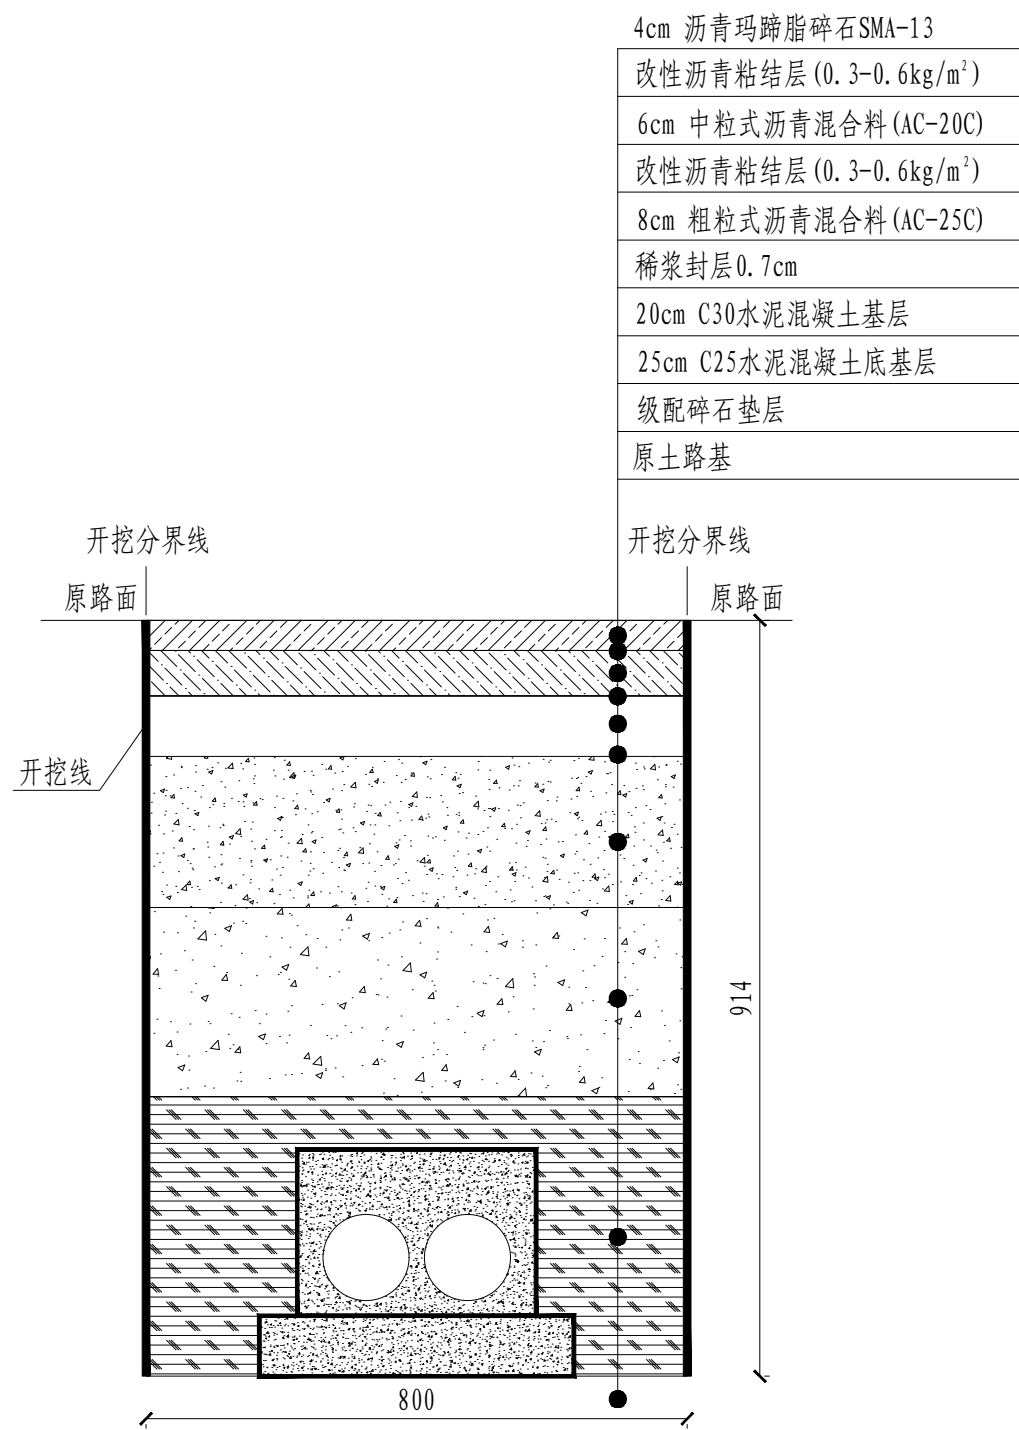 4cm 沥青玛蹄脂碎石SMA-13
改性沥青粘结层(0.3-0.6kg/m²)
6cm 中粒式沥青混合料(AC-20C)
改性沥青粘结层(0.3-0.6kg/m²)
8cm 粗粒式沥青混合料(AC-25C)
稀浆封层0.7cm
20cm C30水泥混凝土基层
25cm C25水泥混凝土底基层
级配碎石垫层
原土路基
开挖分界线
开挖分界线
原路面
原路面
开挖线
914
800